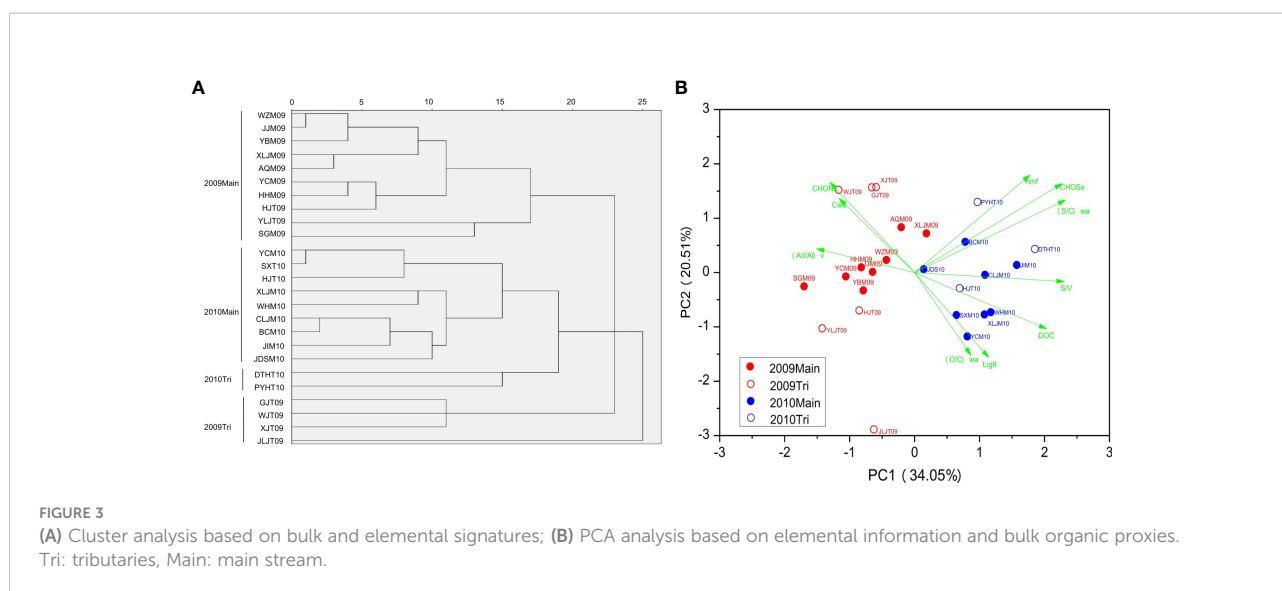 A
0 5 10 15 20 25
2009Main
WZM09
JJM09
YBM09
XLJM09
AQM09
YCM09
HHM09
HJT09
YLJT09
SGM09
2010Main
YCM10
SXT10
HJT10
XLJM10
WHM10
CLJM10
BCM10
JIM10
JDSM10
2010Tri
DTHT10
PYHT10
2009Tri
GJT09
WJT09
XJT09
JLJT09
B
3
2
1
0
-1
-2
-3
PC2 ( 20.51%)
WJT09
XJT09
GJT09
AQM09
XLJM09
WZM09
HHM09
YCM09
YBM09
SGM09
HJT09
YLJT09
JLJT09
PYHT10
BCM10
DTHT10
JIM10
JDS10
CLJM10
HJT10
SXM10
WHM10
XLJM10
YCM10
CHOSx
(S/C) wa
(Ad/Al) v
S/V
DOC
(O/C) wa
Lig8
2009Main
2009Tri
2010Main
2010Tri
-3 -2 -1 0 1 2 3
PC1 ( 34.05%)
FIGURE 3
(A) Cluster analysis based on bulk and elemental signatures; (B) PCA analysis based on elemental information and bulk organic proxies.
Tri: tributaries, Main: main stream.